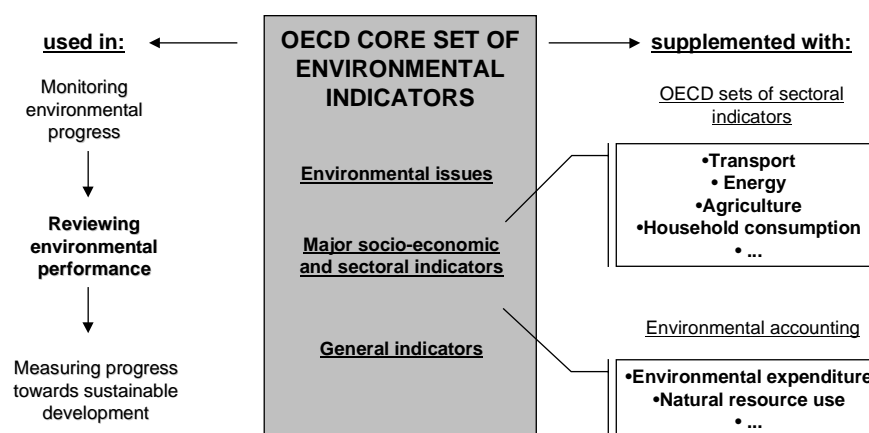 used in:
Monitoring
environmental
progress
Reviewing
environmental
performance
Measuring progress
towards sustainable
development
OECD CORE SET OF
ENVIRONMENTAL
INDICATORS
Environmental issues
Major socio-economic
and sectoral indicators
General indicators
supplemented with:
OECD sets of sectoral
indicators
•Transport
• Energy
•Agriculture
•Household consumption
• ...
Environmental accounting
•Environmental expenditure
•Natural resource use
• ...